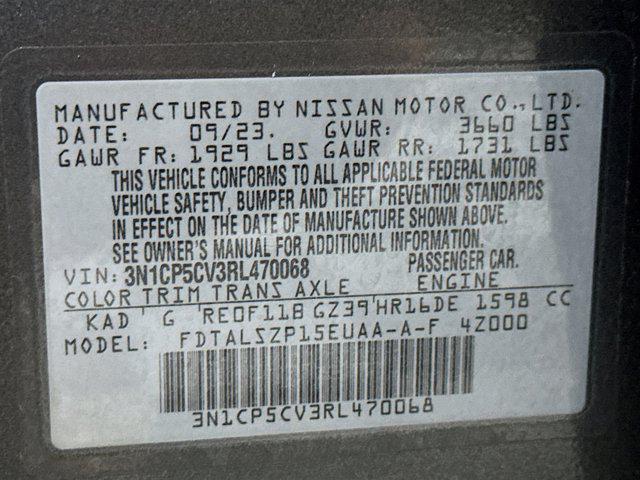 MANUFACTURED BY NISSAN MOTOR CO., LTD.
DATE: 09/23. GVWR: 3660 LBS
GAWR FR: 1929 LBS GAWR RR: 1731 LBS
THIS VEHICLE CONFORMS TO ALL APPLICABLE FEDERAL MOTOR
VEHICLE SAFETY, BUMPER AND THEFT PREVENTION STANDARDS
IN EFFECT ON THE DATE OF MANUFACTURE SHOWN ABOVE.
SEE OWNER'S MANUAL FOR ADDITIONAL INFORMATION.
VIN: 3N1CP5CV3RL470068 PASSENGER CAR.
COLOR TRIM TRANS AXLE ENGINE
KAD G RE0F11B GZ39 HR16DE 1598 CC
MODEL: FDTALSZP15EUAA-A-F 4Z000
3N1CP5CV3RL470068